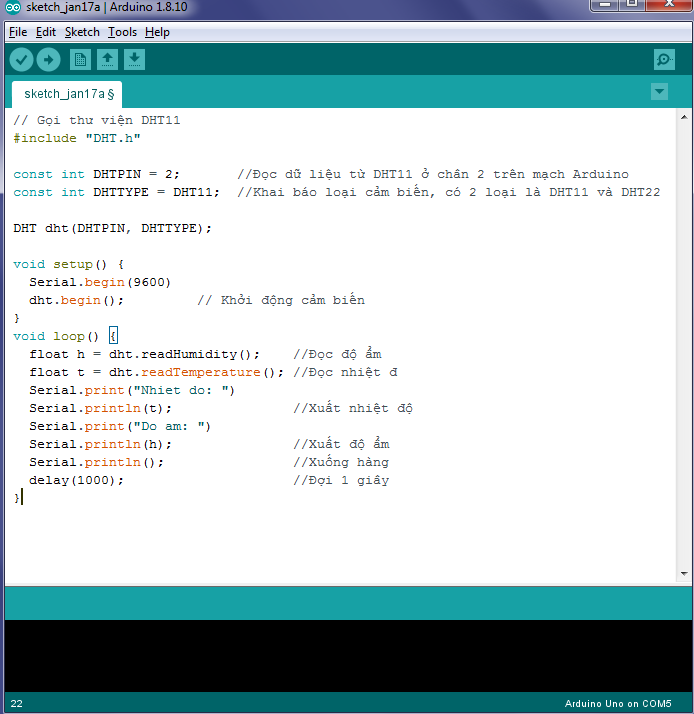 sketch_jan17a | Arduino 1.8.10
File Edit Sketch Tools Help
sketch_jan17a §
// Gọi thư viện DHT11
#include "DHT.h"
const int DHTPIN = 2; //Đọc dữ liệu từ DHT11 ở chân 2 trên mạch Arduino
const int DHTTYPE = DHT11; //Khai báo loại cảm biến, có 2 loại là DHT11 và DHT22
DHT dht(DHTPIN, DHTTYPE);
void setup() {
Serial.begin(9600)
dht.begin(); // Khởi động cảm biến
}
void loop() {
float h = dht.readHumidity(); //Đọc độ ẩm
float t = dht.readTemperature(); //Đọc nhiệt đ
Serial.print("Nhiet do: ")
Serial.println(t); //Xuất nhiệt độ
Serial.print("Do am: ")
Serial.println(h); //Xuất độ ẩm
Serial.println(); //Xuống hàng
delay(1000); //Đợi 1 giây
}
22
Arduino Uno on COM5